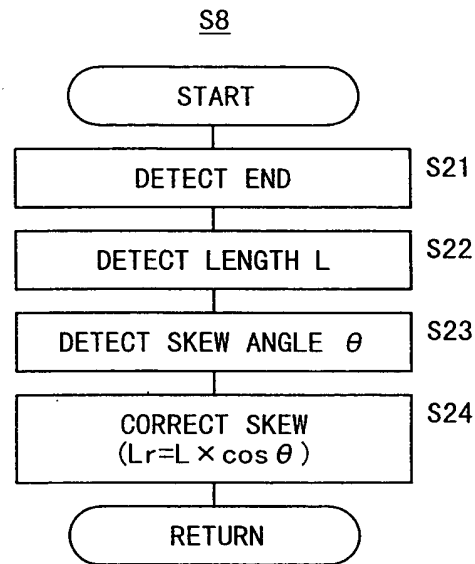 S8
START
DETECT END
S21
DETECT LENGTH L
S22
DETECT SKEW ANGLE θ
S23
CORRECT SKEW
(Lr=L×cosθ)
S24
RETURN